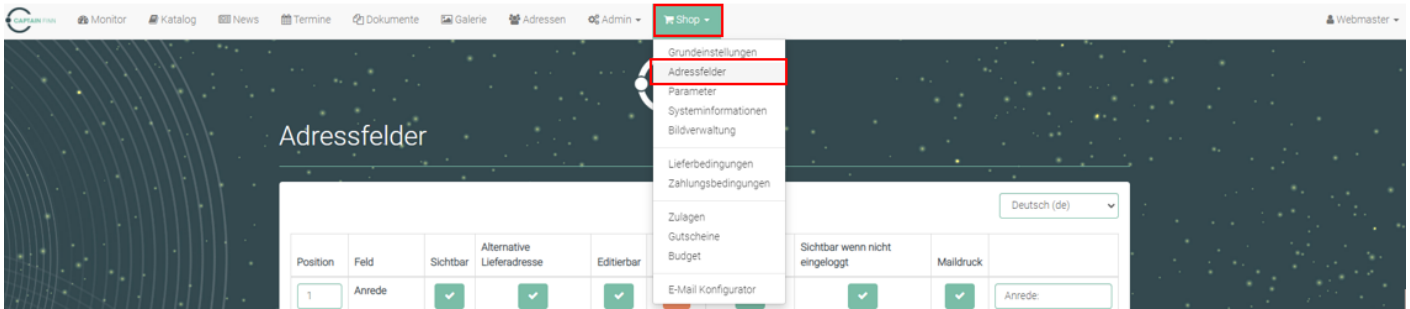 CAPTAIN FINN Monitor Katalog News Termine Dokumente Galerie Adressen Admin Shop Webmaster
Grundeinstellungen
Adressfelder
Parameter
Systeminformationen
Bildverwaltung
Lieferbedingungen
Zahlungsbedingungen
Zulagen
Gutscheine
Budget
E-Mail Konfigurator
Adressfelder
Deutsch (de)
Position Feld Sichtbar Alternative Lieferadresse Editierbar Sichtbar wenn nicht eingeloggt Maildruck
1 Anrede Anrede: